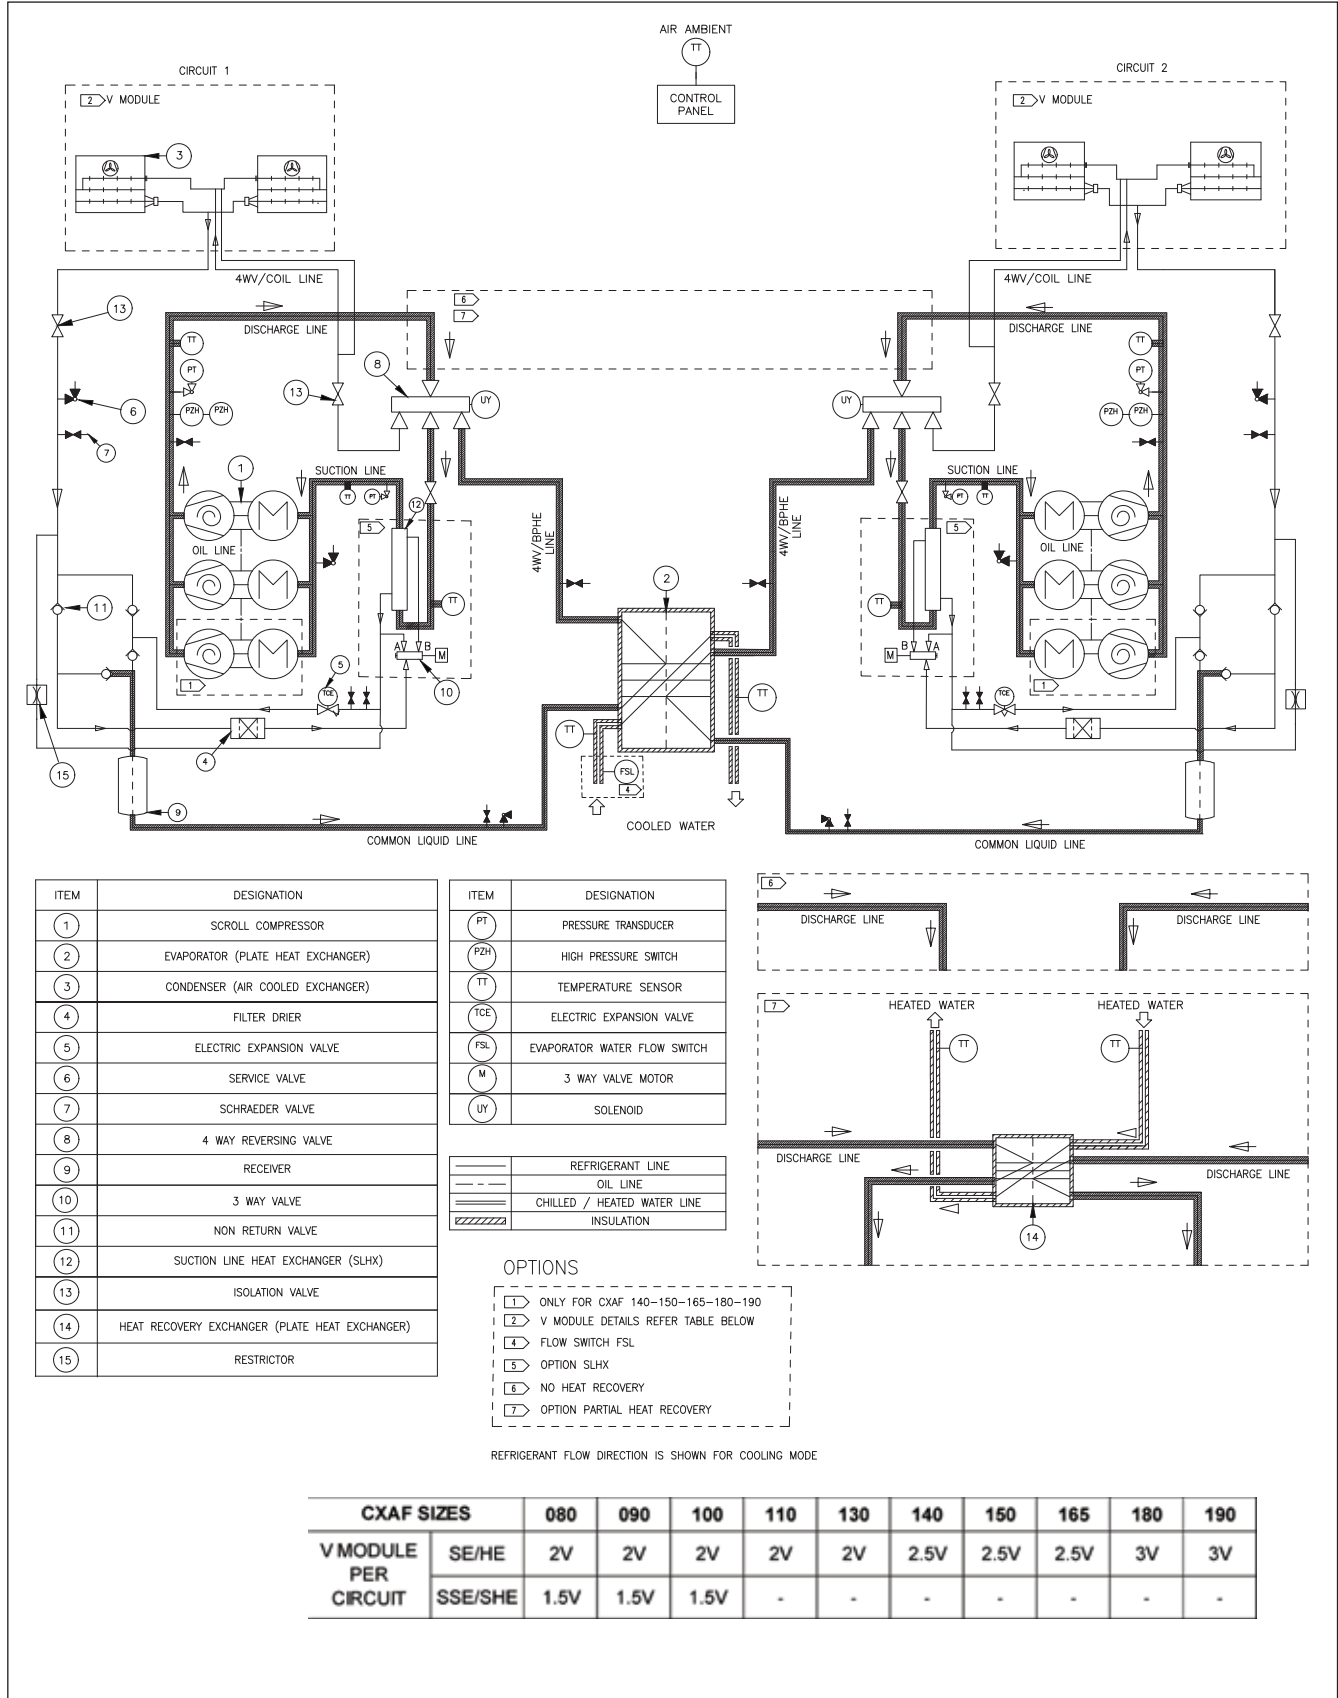 AIR AMBIENT
TT
CONTROL
PANEL
CIRCUIT 1
2 V MODULE
3
CIRCUIT 2
2 V MODULE
4WV/COIL LINE
4WV/COIL LINE
13
6
7
DISCHARGE LINE
DISCHARGE LINE
TT
PT
PZH PZH
8
13
UY
UY
TT
PT
PZH PZH
6
7
1
SUCTION LINE
TT
PT
12
5
OIL LINE
4WV/BPHE
LINE
4WV/BPHE
LINE
SUCTION LINE
PT
TT
5
OIL LINE
2
11
TT
TT
A B
M
10
5
TCE
1
B A
M
TCE
1
TT
TT
FSL
4
15
4
9
COOLED WATER
COMMON LIQUID LINE
COMMON LIQUID LINE
ITEM DESIGNATION
1 SCROLL COMPRESSOR
2 EVAPORATOR (PLATE HEAT EXCHANGER)
3 CONDENSER (AIR COOLED EXCHANGER)
4 FILTER DRIER
5 ELECTRIC EXPANSION VALVE
6 SERVICE VALVE
7 SCHRAEDER VALVE
8 4 WAY REVERSING VALVE
9 RECEIVER
10 3 WAY VALVE
11 NON RETURN VALVE
12 SUCTION LINE HEAT EXCHANGER (SLHX)
13 ISOLATION VALVE
14 HEAT RECOVERY EXCHANGER (PLATE HEAT EXCHANGER)
15 RESTRICTOR
ITEM DESIGNATION
PT PRESSURE TRANSDUCER
PZH HIGH PRESSURE SWITCH
TT TEMPERATURE SENSOR
TCE ELECTRIC EXPANSION VALVE
FSL EVAPORATOR WATER FLOW SWITCH
M 3 WAY VALVE MOTOR
UY SOLENOID
REFRIGERANT LINE
OIL LINE
CHILLED / HEATED WATER LINE
INSULATION
6
DISCHARGE LINE
DISCHARGE LINE
7
HEATED WATER
HEATED WATER
TT
TT
DISCHARGE LINE
DISCHARGE LINE
14
OPTIONS
1 ONLY FOR CXAF 140-150-165-180-190
2 V MODULE DETAILS REFER TABLE BELOW
4 FLOW SWITCH FSL
5 OPTION SLHX
6 NO HEAT RECOVERY
7 OPTION PARTIAL HEAT RECOVERY
REFRIGERANT FLOW DIRECTION IS SHOWN FOR COOLING MODE
CXAF SIZES 080 090 100 110 130 140 150 165 180 190
V MODULE PER CIRCUIT SE/HE 2V 2V 2V 2V 2V 2.5V 2.5V 2.5V 3V 3V
SSE/SHE 1.5V 1.5V 1.5V - - - - - - -